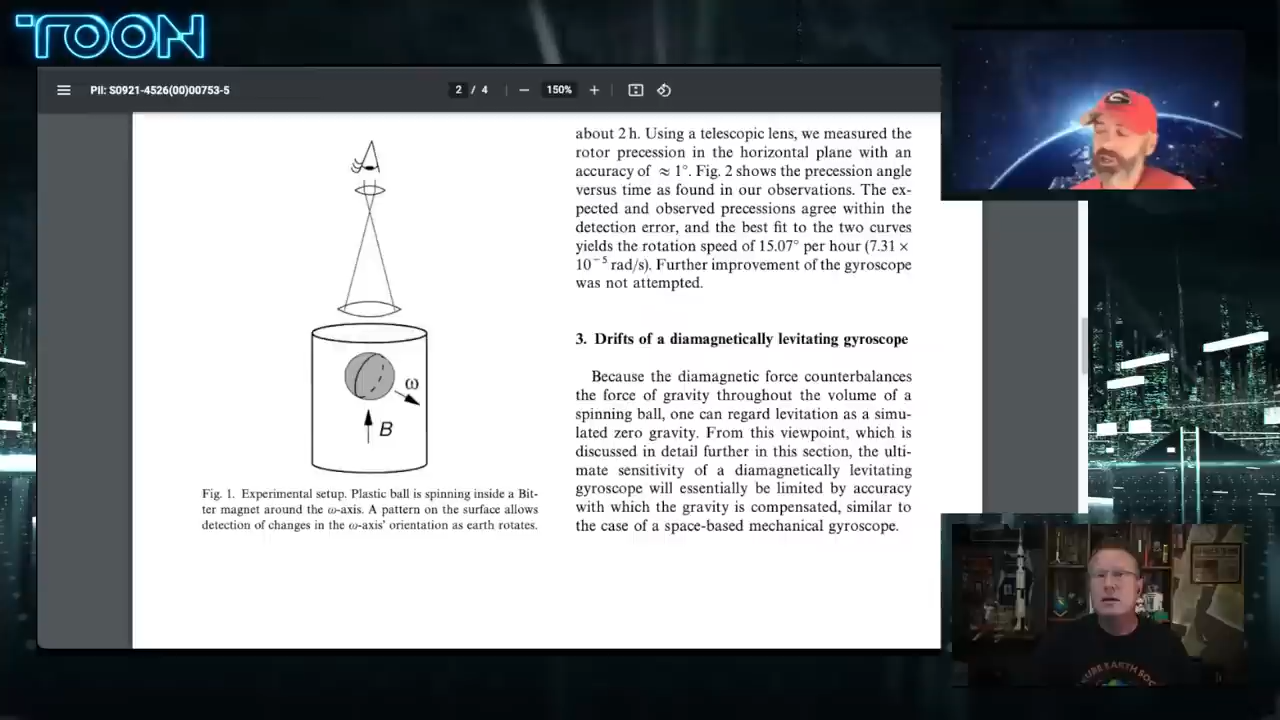 TOON
PII: S0921-4526(00)00753-5
2 / 4
150%
about 2 h. Using a telescopic lens, we measured the
rotor precession in the horizontal plane with an
accuracy of ≈ 1°. Fig. 2 shows the precession angle
versus time as found in our observations. The ex-
pected and observed precessions agree within the
detection error, and the best fit to the two curves
yields the rotation speed of 15.07° per hour (7.31 ×
10⁻⁵ rad/s). Further improvement of the gyroscope
was not attempted.
3. Drifts of a diamagnetically levitating gyroscope
Because the diamagnetic force counterbalances
the force of gravity throughout the volume of a
spinning ball, one can regard levitation as a simu-
lated zero gravity. From this viewpoint, which is
discussed in detail further in this section, the ulti-
mate sensitivity of a diamagnetically levitating
gyroscope will essentially be limited by accuracy
with which the gravity is compensated, similar to
the case of a space-based mechanical gyroscope.
ω
B
Fig. 1. Experimental setup. Plastic ball is spinning inside a Bit-
ter magnet around the ω-axis. A pattern on the surface allows
detection of changes in the ω-axis' orientation as earth rotates.
G
EARTH